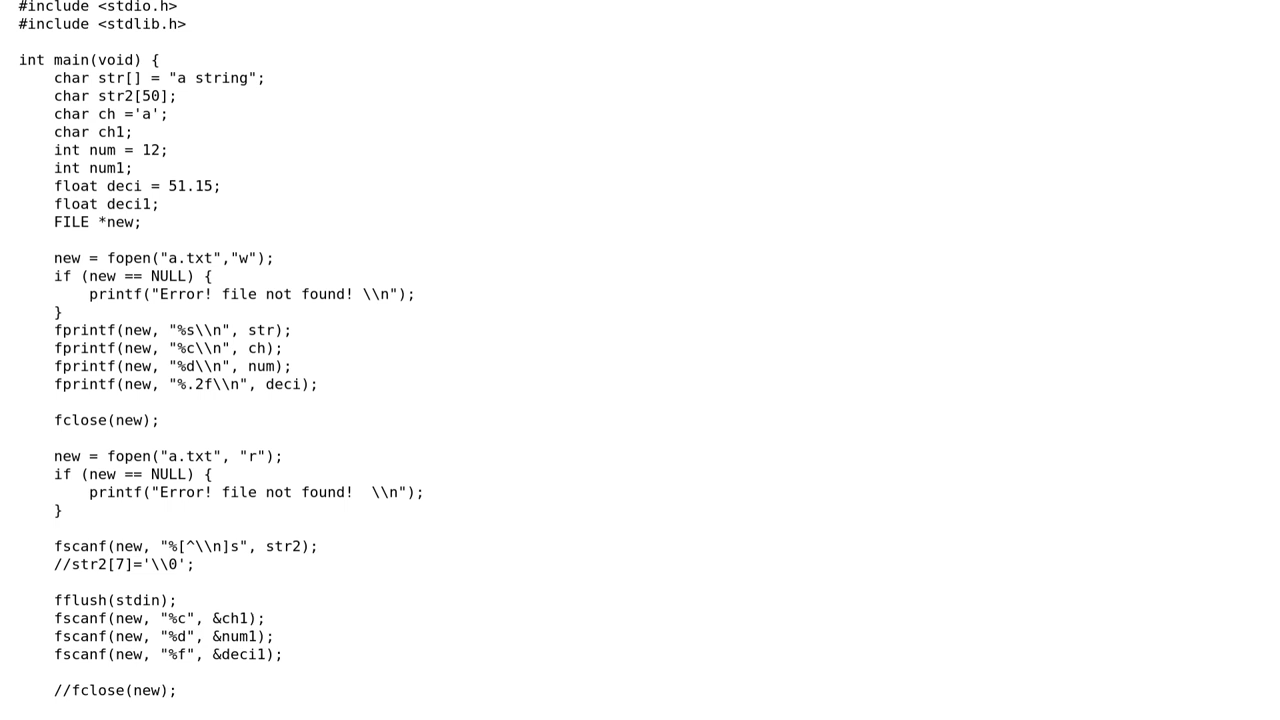 #include <stdio.h>
#include <stdlib.h>

int main(void) {
    char str[] = "a string";
    char str2[50];
    char ch ='a';
    char ch1;
    int num = 12;
    int num1;
    float deci = 51.15;
    float deci1;
    FILE *new;

    new = fopen("a.txt","w");
    if (new == NULL) {
        printf("Error! file not found! \\n");
    }
    fprintf(new, "%s\\n", str);
    fprintf(new, "%c\\n", ch);
    fprintf(new, "%d\\n", num);
    fprintf(new, "%.2f\\n", deci);

    fclose(new);

    new = fopen("a.txt", "r");
    if (new == NULL) {
        printf("Error! file not found!  \\n");
    }

    fscanf(new, "%[^\\n]s", str2);
    //str2[7]='\\0';

    fflush(stdin);
    fscanf(new, "%c", &ch1);
    fscanf(new, "%d", &num1);
    fscanf(new, "%f", &deci1);

    //fclose(new);